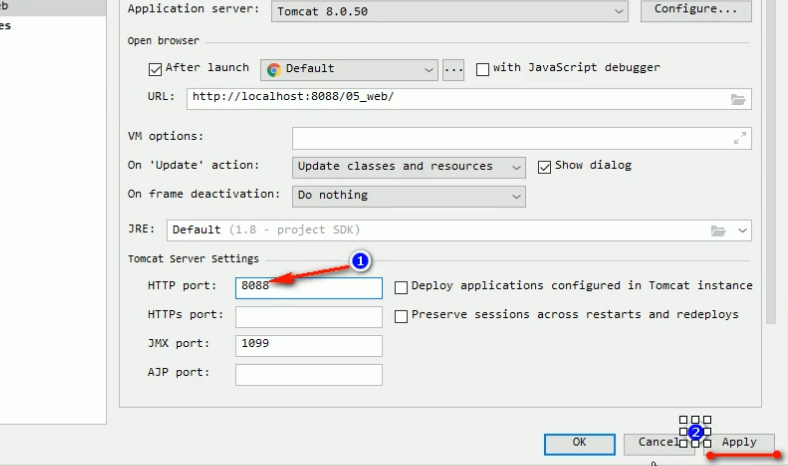 eb
es
Application server: Tomcat 8.0.50 Configure...
Open browser
After launch Default ... with JavaScript debugger
URL: http://localhost:8088/05_web/
VM options:
On 'Update' action: Update classes and resources Show dialog
On frame deactivation: Do nothing
JRE: Default (1.8 - project SDK)
Tomcat Server Settings
1
HTTP port: 8088 Deploy applications configured in Tomcat instance
HTTPs port: Preserve sessions across restarts and redeploys
JMX port: 1099
AJP port:
OK Cancel 2 Apply